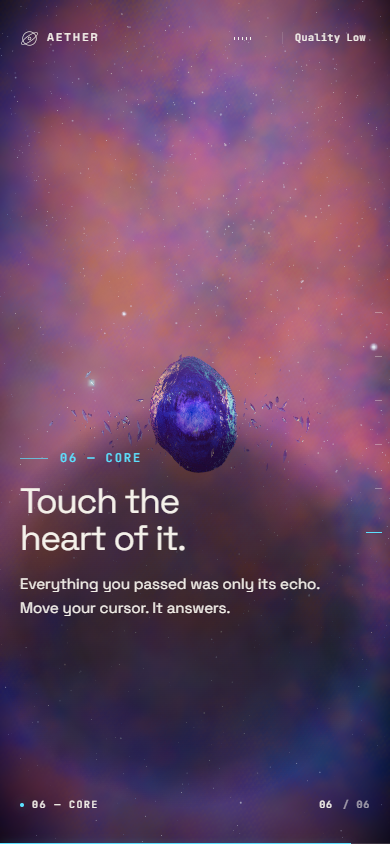 AETHER
Quality Low
06 — CORE
Touch the
heart of it.
Everything you passed was only its echo.
Move your cursor. It answers.
06 — CORE
06 / 06